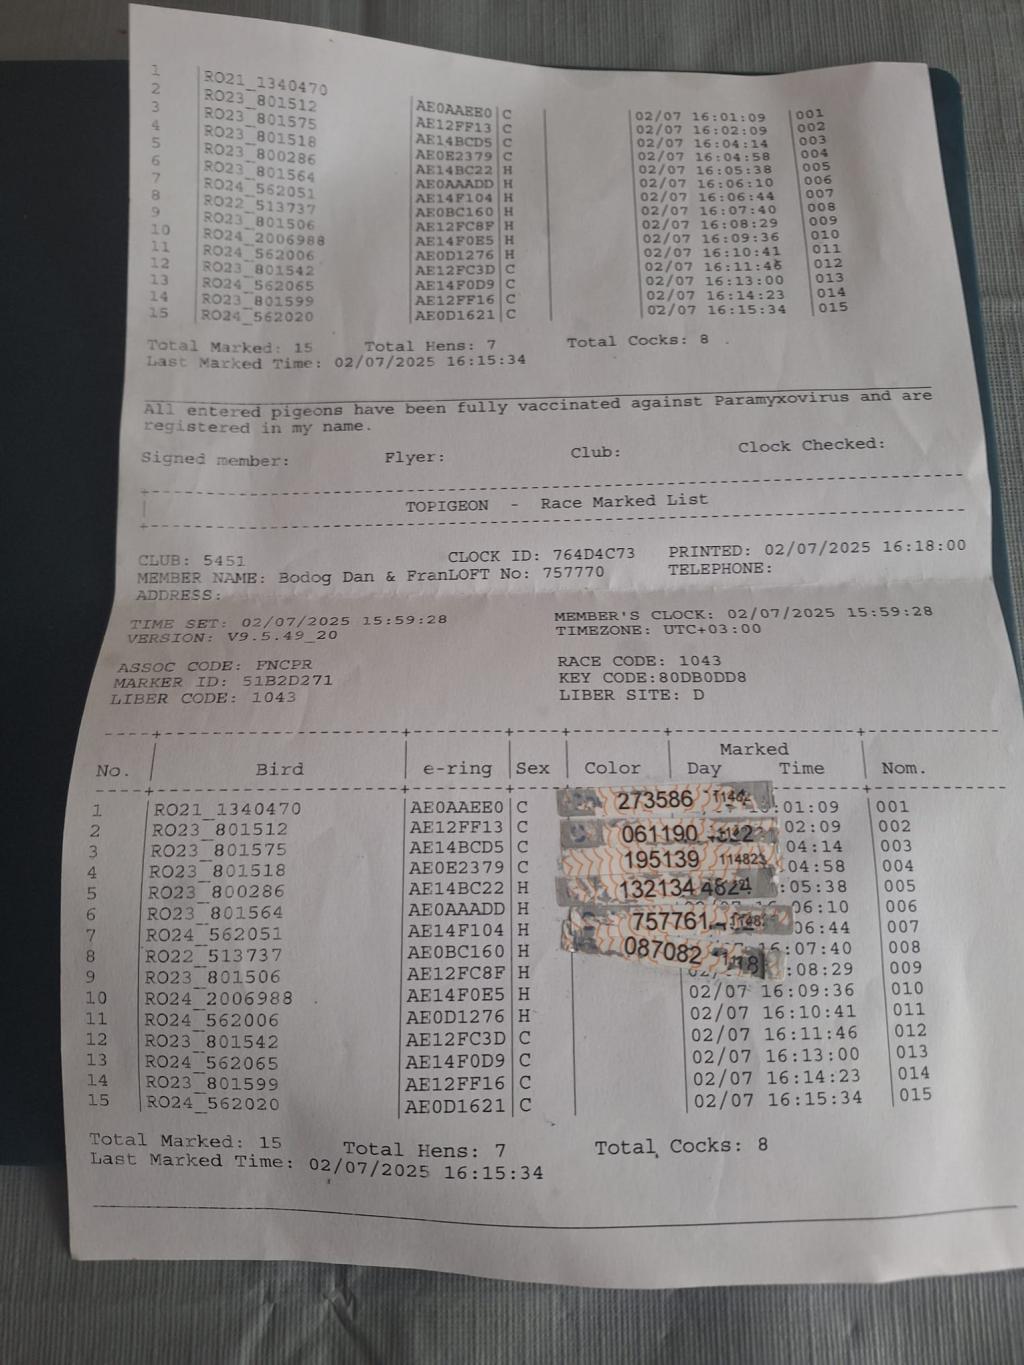 1 RO21_1340470 AE0AAEE0 C 02/07 16:01:09 001
2 RO23_801512 AE12FF13 C 02/07 16:02:09 002
3 RO23_801575 AE14BCD5 C 02/07 16:04:14 003
4 RO23_801518 AE0E2379 C 02/07 16:04:58 004
5 RO23_800286 AE14BC22 H 02/07 16:05:38 005
6 RO23_801564 AE0AAADD H 02/07 16:06:10 006
7 RO24_562051 AE14F104 H 02/07 16:06:44 007
8 RO22_513737 AE0BC160 H 02/07 16:07:40 008
9 RO23_801506 AE12FC8F H 02/07 16:08:29 009
10 RO24_2006988 AE14F0E5 H 02/07 16:09:36 010
11 RO24_562006 AE0D1276 H 02/07 16:10:41 011
12 RO23_801542 AE12FC3D C 02/07 16:11:46 012
13 RO24_562065 AE14F0D9 C 02/07 16:13:00 013
14 RO23_801599 AE12FF16 C 02/07 16:14:23 014
15 RO24_562020 AE0D1621 C 02/07 16:15:34 015
Total Marked: 15 Total Hens: 7 Total Cocks: 8
Last Marked Time: 02/07/2025 16:15:34
All entered pigeons have been fully vaccinated against Paramyxovirus and are
registered in my name.
Signed member: Flyer: Club: Clock Checked:
TOPIGEON - Race Marked List
CLUB: 5451 CLOCK ID: 764D4C73 PRINTED: 02/07/2025 16:18:00
MEMBER NAME: Bodog Dan & FranLOFT No: 757770 TELEPHONE:
ADDRESS:
TIME SET: 02/07/2025 15:59:28 MEMBER'S CLOCK: 02/07/2025 15:59:28
VERSION: V9.5.49_20 TIMEZONE: UTC+03:00
ASSOC CODE: FNCPR RACE CODE: 1043
MARKER ID: 51B2D271 KEY CODE:80DB0DD8
LIBER CODE: 1043 LIBER SITE: D
Marked
No. Bird e-ring Sex Color Day Time Nom.
1 RO21_1340470 AE0AAEE0 C 273586 :01:09 001
2 RO23_801512 AE12FF13 C 061190 02:09 002
3 RO23_801575 AE14BCD5 C 195139 114823 04:14 003
4 RO23_801518 AE0E2379 C :04:58 004
5 RO23_800286 AE14BC22 H 132134 4824 :05:38 005
6 RO23_801564 AE0AAADD H 757761 06:10 006
7 RO24_562051 AE14F104 H :06:44 007
8 RO22_513737 AE0BC160 H 087082 :07:40 008
9 RO23_801506 AE12FC8F H :08:29 009
10 RO24_2006988 AE14F0E5 H 02/07 16:09:36 010
11 RO24_562006 AE0D1276 H 02/07 16:10:41 011
12 RO23_801542 AE12FC3D C 02/07 16:11:46 012
13 RO24_562065 AE14F0D9 C 02/07 16:13:00 013
14 RO23_801599 AE12FF16 C 02/07 16:14:23 014
15 RO24_562020 AE0D1621 C 02/07 16:15:34 015
Total Marked: 15 Total Hens: 7 Total Cocks: 8
Last Marked Time: 02/07/2025 16:15:34